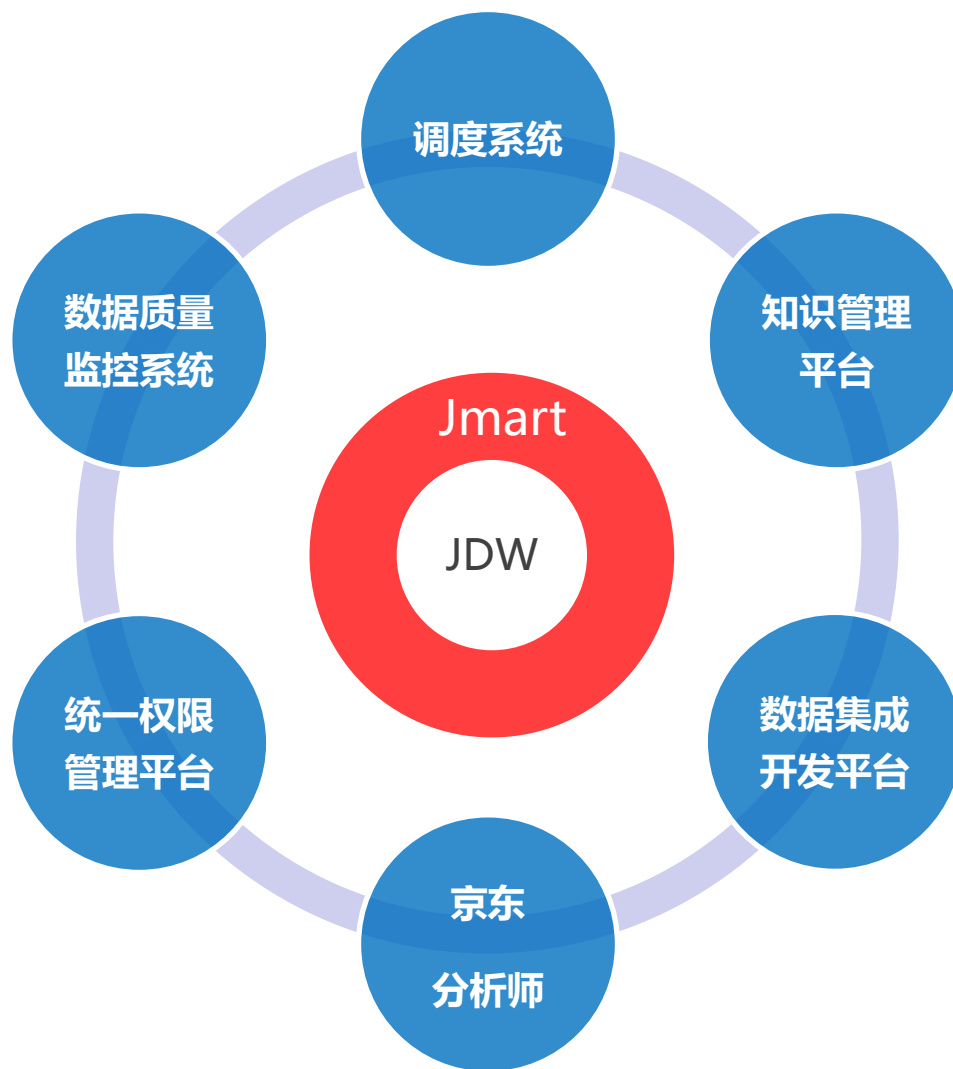 调度系统
数据质量
监控系统
知识管理
平台
Jmart
JDW
统一权限
管理平台
数据集成
开发平台
京东
分析师